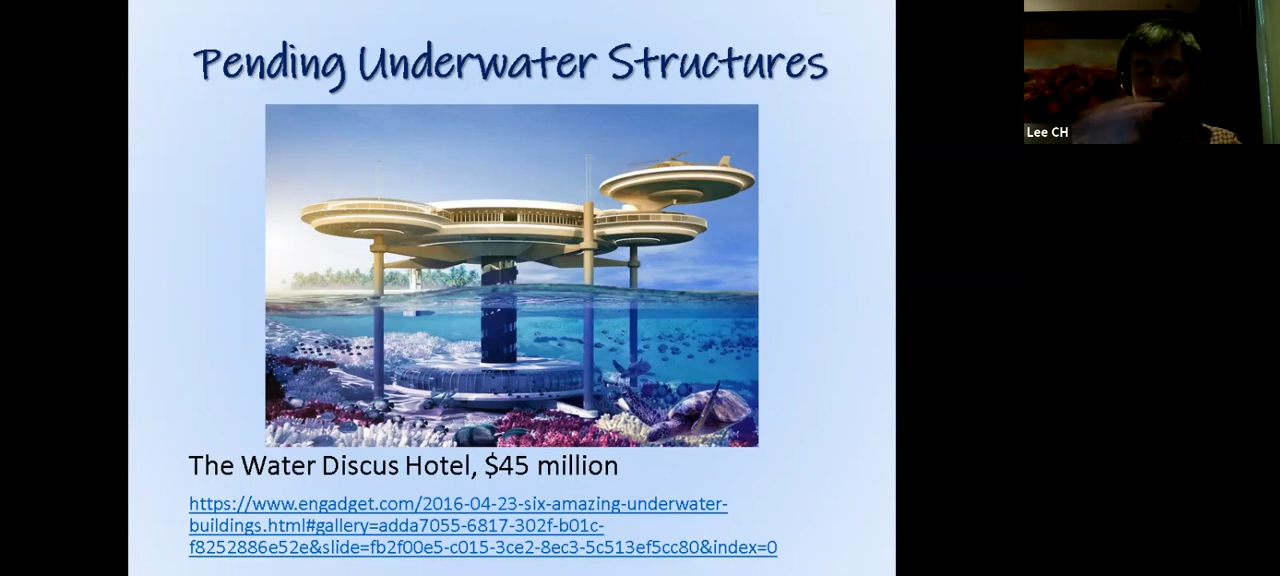 Pending Underwater Structures
Lee CH
The Water Discus Hotel, $45 million
https://www.engadget.com/2016-04-23-six-amazing-underwater-
buildings.html#gallery=adda7055-6817-302f-b01c-
f8252886e52e&slide=fb2f00e5-c015-3ce2-8ec3-5c513ef5cc80&index=0